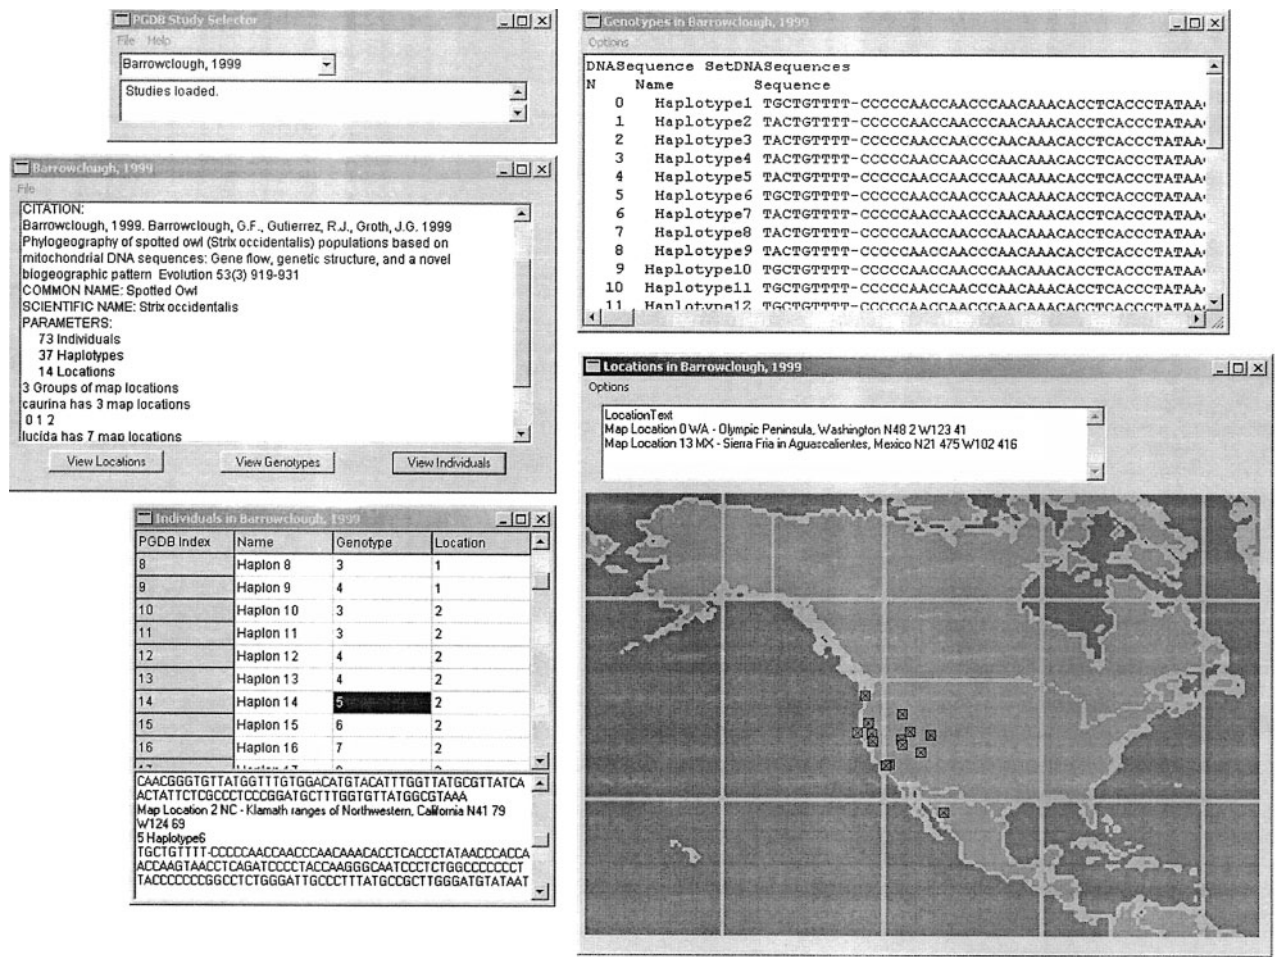 PGDB Study Selector
File Help
Barrowclough, 1999
Studies loaded.
Barrowclough, 1999
File
CITATION:
Barrowclough, 1999. Barrowclough, G.F., Gutierrez, R.J., Groth, J.G. 1999
Phylogeography of spotted owl (Strix occidentalis) populations based on
mitochondrial DNA sequences: Gene flow, genetic structure, and a novel
biogeographic pattern Evolution 53(3) 919-931
COMMON NAME: Spotted Owl
SCIENTIFIC NAME: Strix occidentalis
PARAMETERS:
73 Individuals
37 Haplotypes
14 Locations
3 Groups of map locations
caurina has 3 map locations
0 1 2
lucida has 7 map locations
View Locations View Genotypes View Individuals
Individuals in Barrowclough, 1999
PGDB Index Name Genotype Location
8 Haplon 8 3 1
9 Haplon 9 4 1
10 Haplon 10 3 2
11 Haplon 11 3 2
12 Haplon 12 4 2
13 Haplon 13 4 2
14 Haplon 14 5 2
15 Haplon 15 6 2
16 Haplon 16 7 2
CAACGGGTGTTATGGTTTGTGGACATGTACATTTGGTTATGCGTTATCA
ACTATTCTCGCCCTCCCGGATGCTTTGGTGTTATGGCGTAAA
Map Location 2 NC - Klamath ranges of Northwestern, California N41 79
W124 69
5 Haplotype6
TGCTGTTTT-CCCCCAACCAACCCAACAAACACCTCACCCTATAACCCACCA
ACCAAGTAACCTCAGATCCCCTACCAAGGGCAATCCCTCTGGCCCCCCCT
TACCCCCCCGGCCTCTGGGATTGCCCTTTATGCCGCTTGGGATGTATAAT
Genotypes in Barrowclough, 1999
Options
DNASequence SetDNASequences
N Name Sequence
0 Haplotype1 TGCTGTTTT-CCCCCAACCAACCCAACAAACACCTCACCCTATAA
1 Haplotype2 TACTGTTTT-CCCCCAACCAACCCAACAAACACCTCACCCTATAA
2 Haplotype3 TACTGTTTT-CCCCCAACCAACCCAACAAACACCTCACCCTATAA
3 Haplotype4 TACTGTTTT-CCCCCAACCAACCCAACAAACACCTCACCCTATAA
4 Haplotype5 TACTGTTTT-CCCCCAACCAACCCAACAAACACCTCACCCTATAA
5 Haplotype6 TGCTGTTTT-CCCCCAACCAACCCAACAAACACCTCACCCTATAA
6 Haplotype7 TACTGTTTT-CCCCCAACCAACCCAACAAACACCTCACCCTATAA
7 Haplotype8 TACTGTTTT-CCCCCAACCAACCCAACAAACACCTCACCCTATAA
8 Haplotype9 TACTGTTTT-CCCCCAACCAACCCAACAAACACCTCACCCTATAA
9 Haplotype10 TGCTGTTTT-CCCCCAACCAACCCAACAAACACCTCACCCTATAA
10 Haplotype11 TGCTGTTTT-CCCCCAACCAACCCAACAAACACCTCACCCTATAA
11 Haplotype12 TGCTGTTTT-CCCCCAACCAACCCAACAAACACCTCACCCTATAA
Locations in Barrowclough, 1999
Options
LocationText
Map Location 0 WA - Olympic Peninsula, Washington N48 2 W123 41
Map Location 13 MX - Sierra Fria in Aguascalientes, Mexico N21 475 W102 416